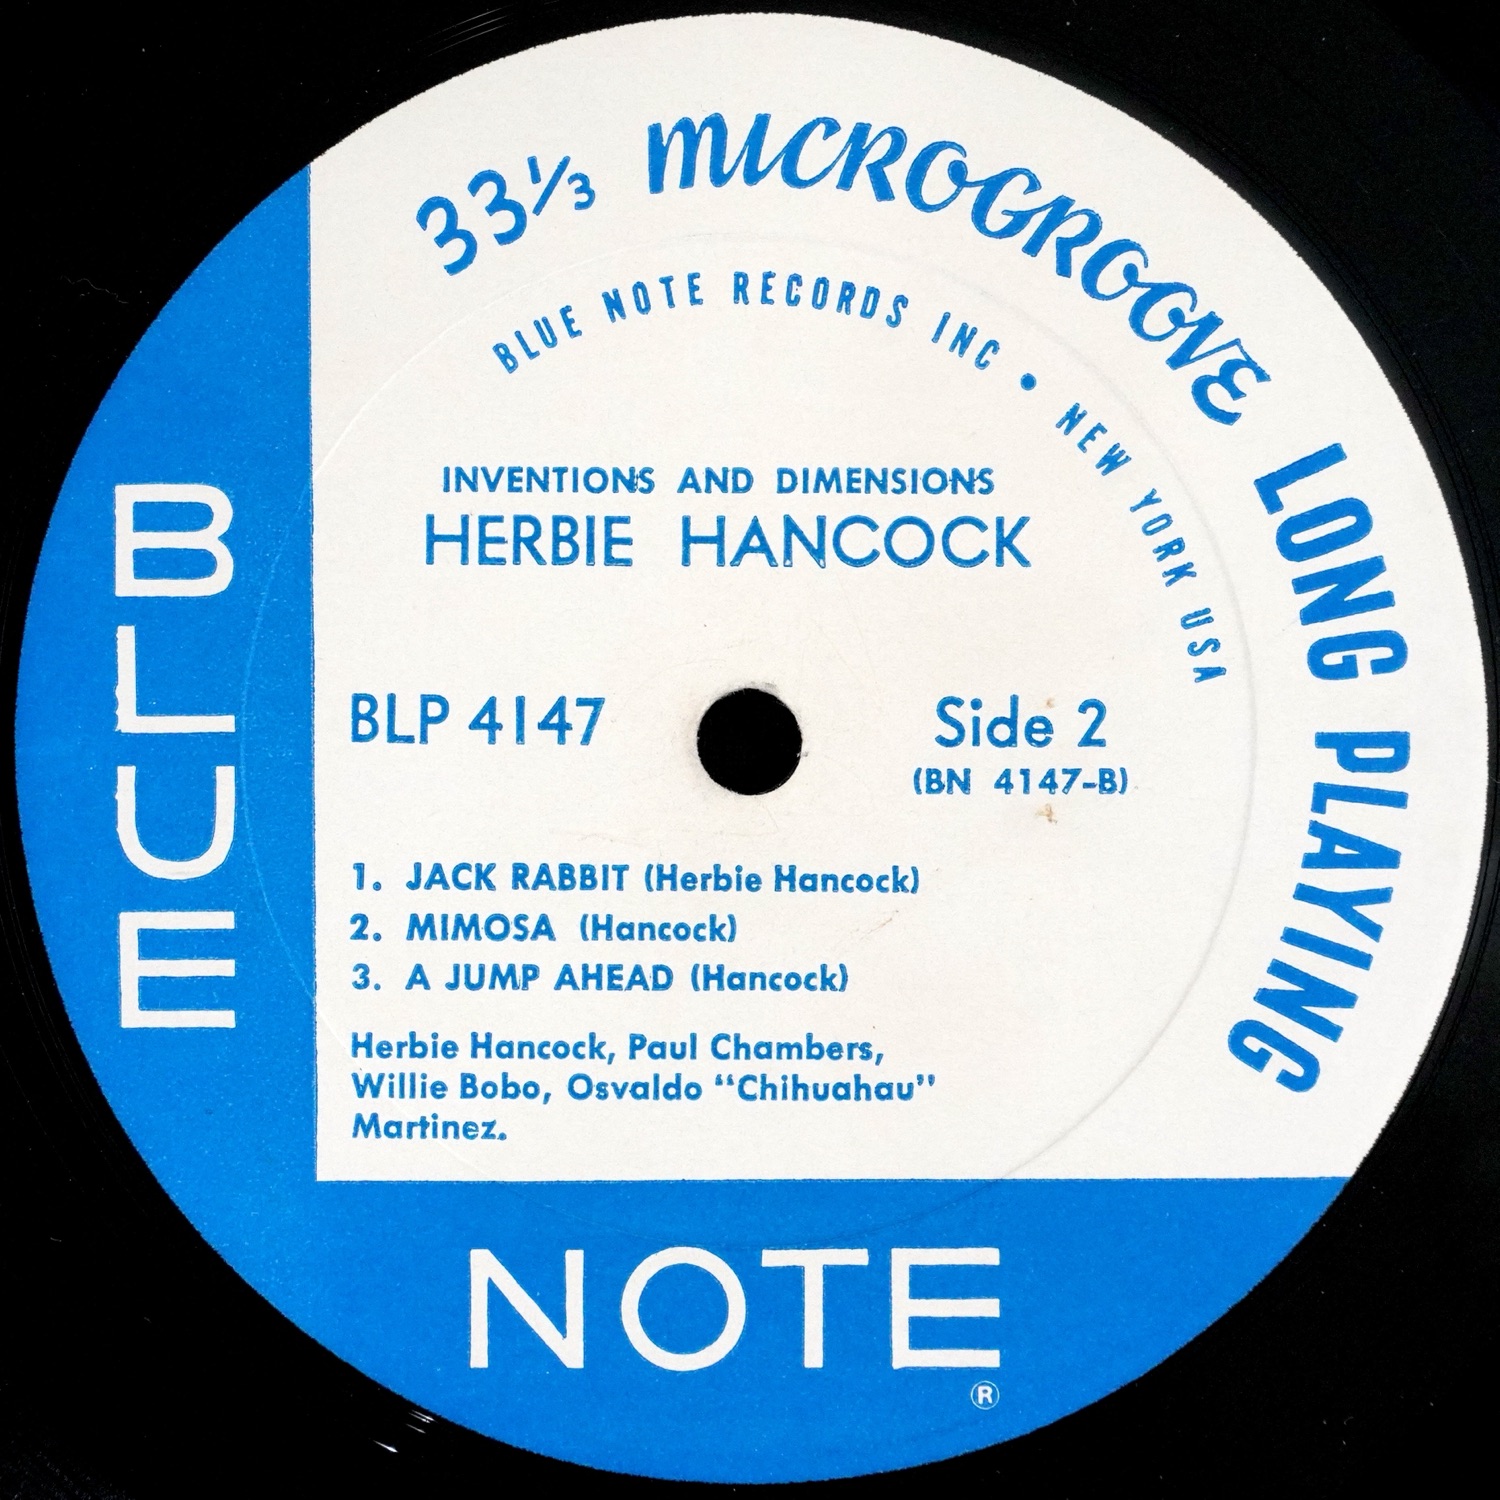 33⅓ MICROGROOVE LONG PLAYING
BLUE NOTE RECORDS INC • NEW YORK USA
INVENTIONS AND DIMENSIONS
HERBIE HANCOCK
BLP 4147
Side 2
(BN 4147-B)
1. JACK RABBIT (Herbie Hancock)
2. MIMOSA (Hancock)
3. A JUMP AHEAD (Hancock)
Herbie Hancock, Paul Chambers,
Willie Bobo, Osvaldo “Chihuahau”
Martinez.
BLUE
NOTE
®